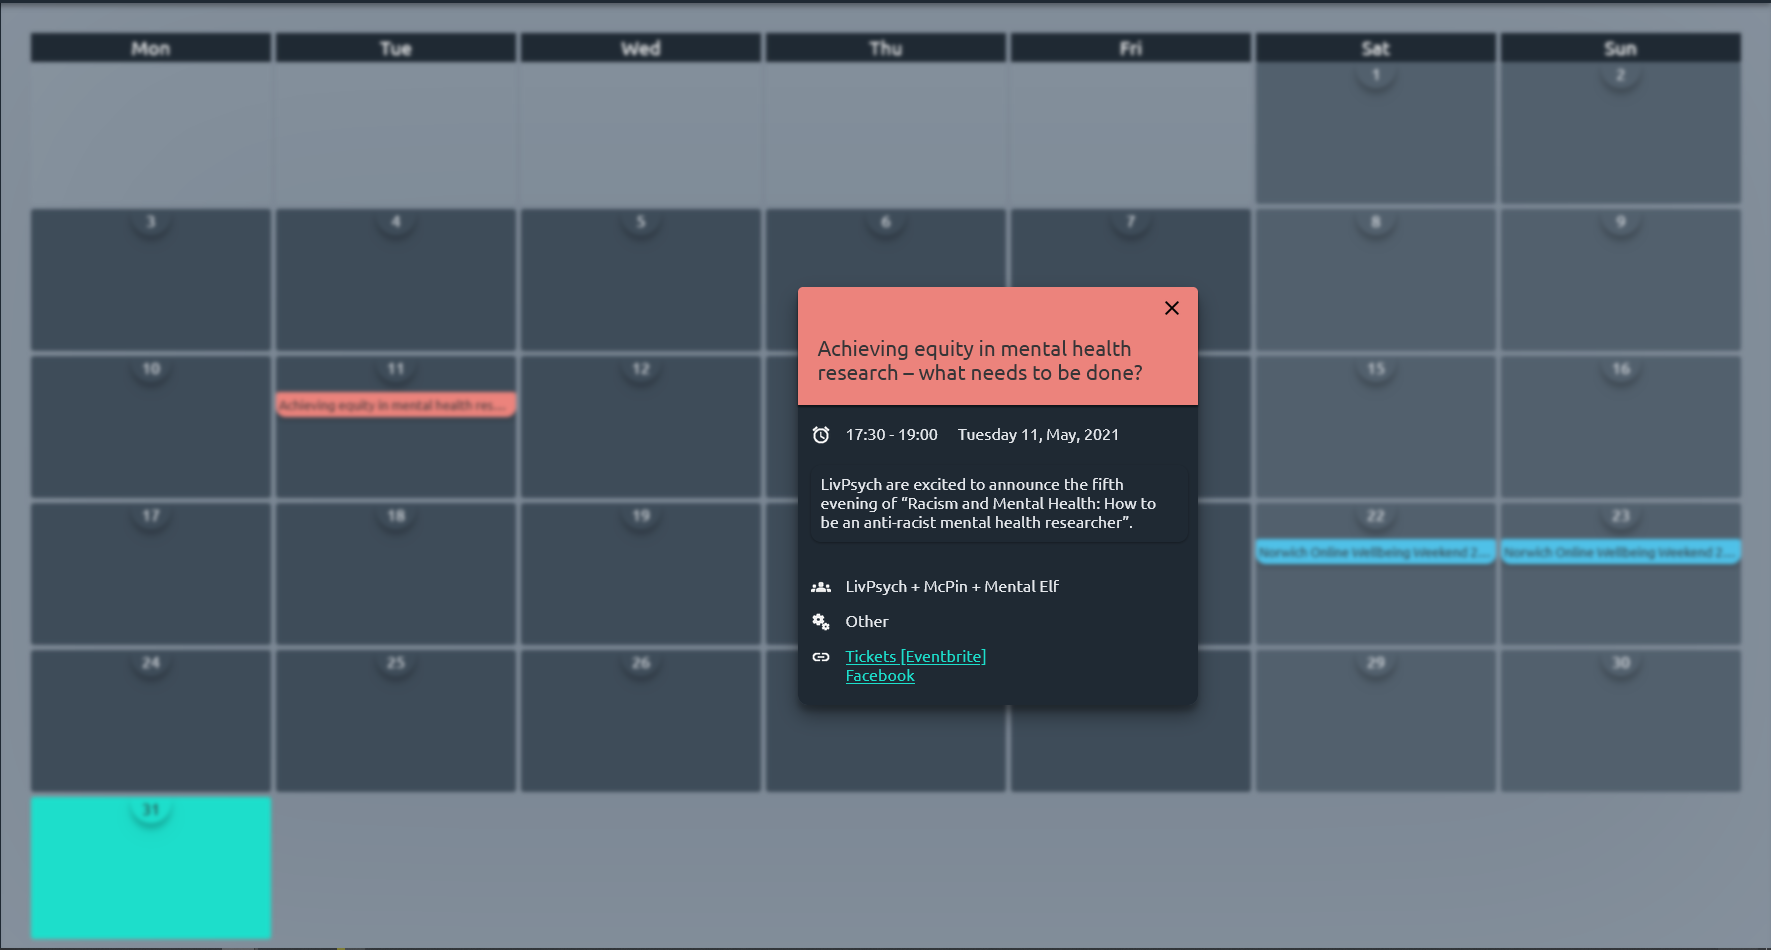 Mon Tue Wed Thu Fri Sat Sun
1 2
3 4 5 6 7 8 9
10 11 12 15 16
Achieving equity in mental health res...
17 18 19 22 23
Norwich Online Wellbeing Weekend 2... Norwich Online Wellbeing Weekend 2...
24 25 26 29 30
31
Achieving equity in mental health
research – what needs to be done?
17:30 - 19:00 Tuesday 11, May, 2021
LivPsych are excited to announce the fifth
evening of “Racism and Mental Health: How to
be an anti-racist mental health researcher”.
LivPsych + McPin + Mental Elf
Other
Tickets [Eventbrite]
Facebook